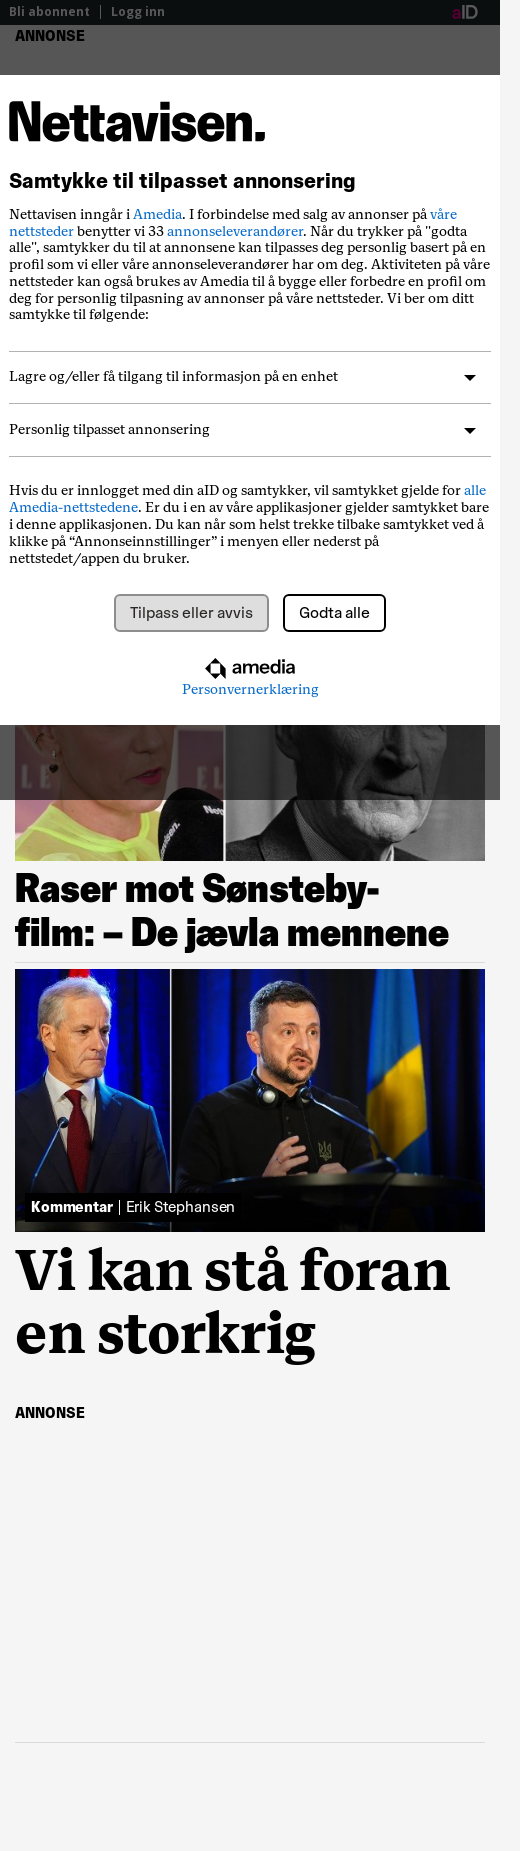 Bli abonnent | Logg inn
aID
ANNONSE
Nettavisen.
Samtykke til tilpasset annonsering
Nettavisen inngår i Amedia. I forbindelse med salg av annonser på våre
nettsteder benytter vi 33 annonseleverandører. Når du trykker på "godta
alle", samtykker du til at annonsene kan tilpasses deg personlig basert på en
profil som vi eller våre annonseleverandører har om deg. Aktiviteten på våre
nettsteder kan også brukes av Amedia til å bygge eller forbedre en profil om
deg for personlig tilpasning av annonser på våre nettsteder. Vi ber om ditt
samtykke til følgende:
Lagre og/eller få tilgang til informasjon på en enhet
Personlig tilpasset annonsering
Hvis du er innlogget med din aID og samtykker, vil samtykket gjelde for alle
Amedia-nettstedene. Er du i en av våre applikasjoner gjelder samtykket bare
i denne applikasjonen. Du kan når som helst trekke tilbake samtykket ved å
klikke på “Annonseinnstillinger” i menyen eller nederst på
nettstedet/appen du bruker.
Tilpass eller avvis
Godta alle
amedia
Personvernerklæring
Raser mot Sønsteby-
film: – De jævla mennene
Kommentar | Erik Stephansen
Vi kan stå foran
en storkrig
ANNONSE